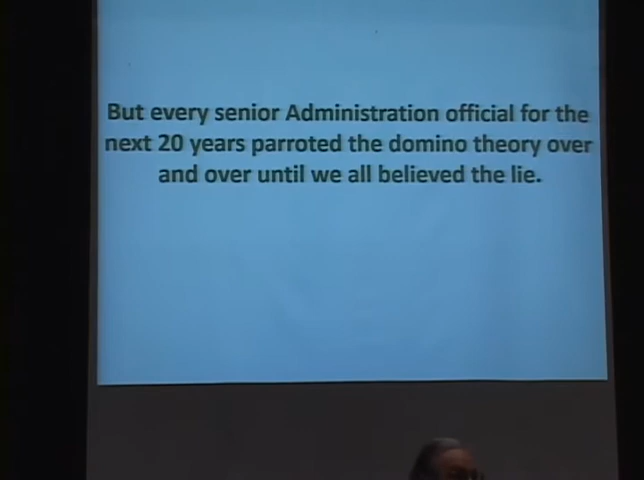 But every senior Administration official for the
next 20 years parroted the domino theory over
and over until we all believed the lie.